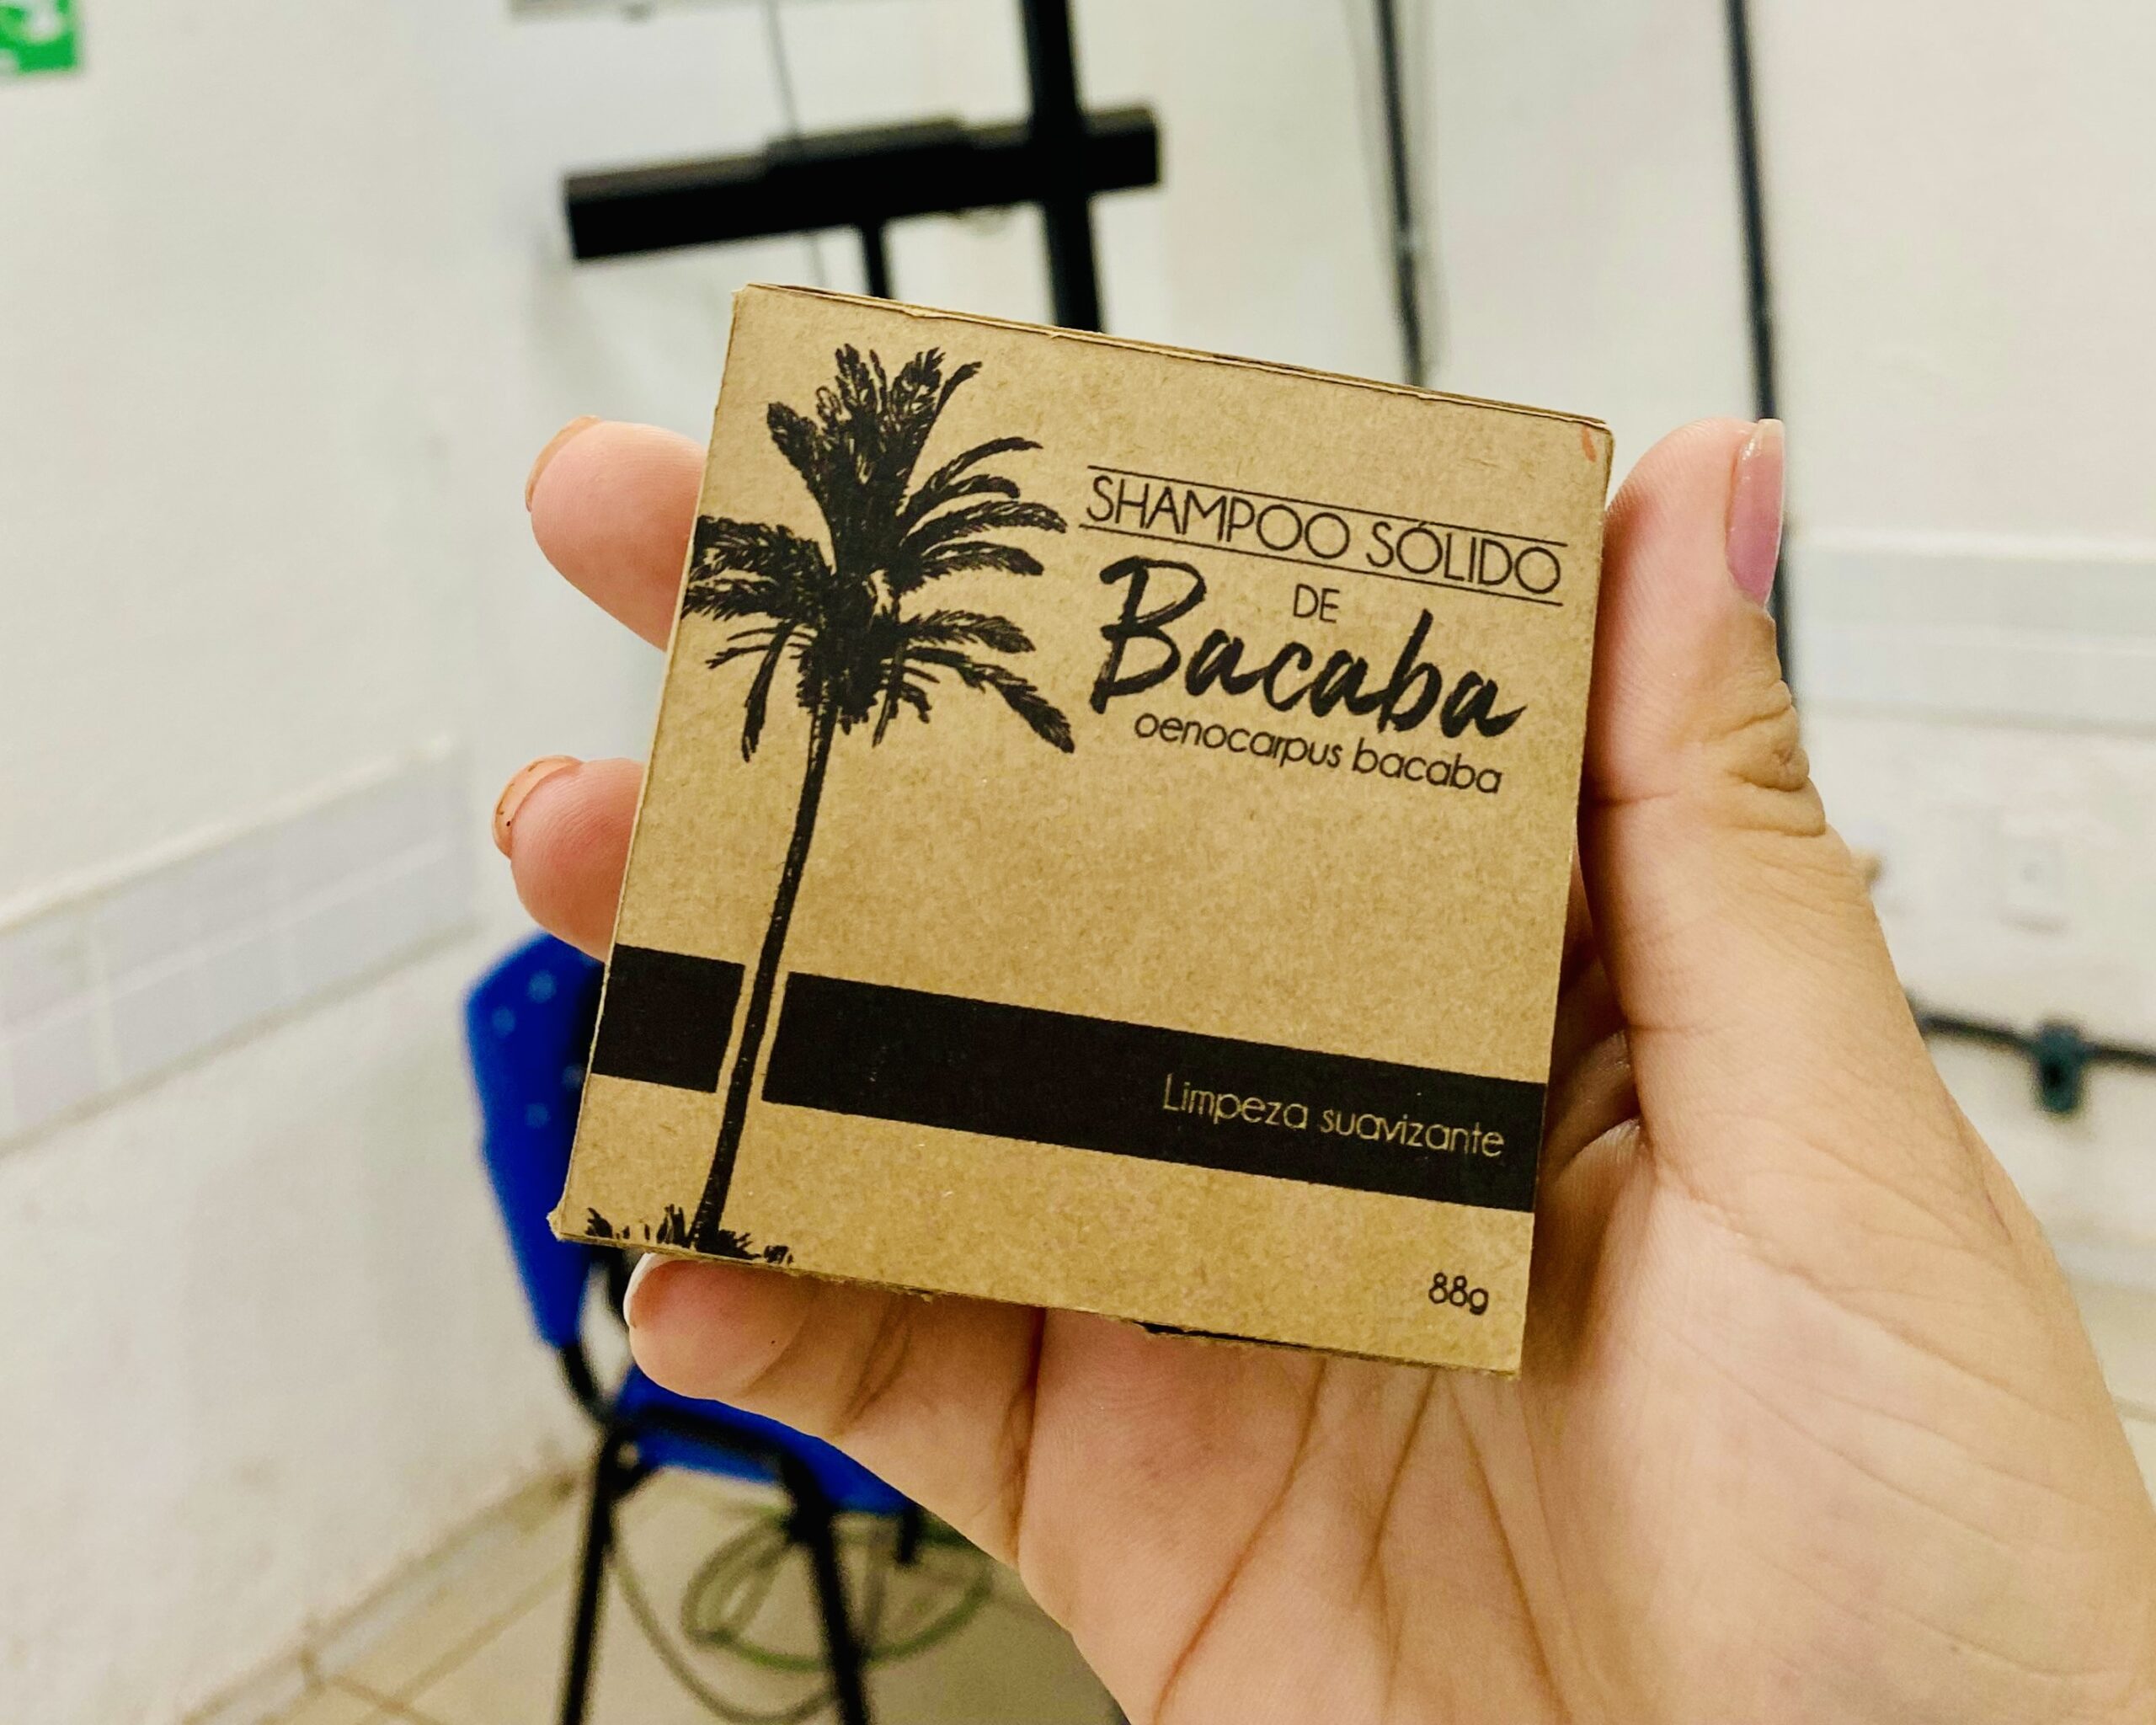 SHAMPOO SÓLIDO
DE
Bacaba
oenocarpus bacaba
Limpeza suavizante
88g